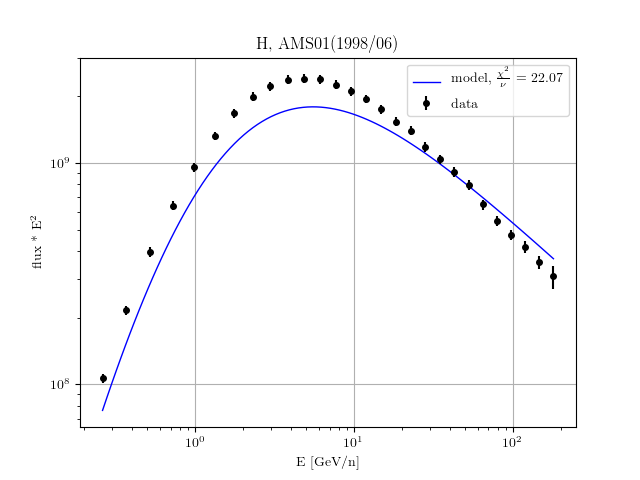 H, AMS01(1998/06)
model, χ²/ν = 22.07
data
flux * E²
10⁹
10⁸
10⁰ 10¹ 10²
E [GeV/n]